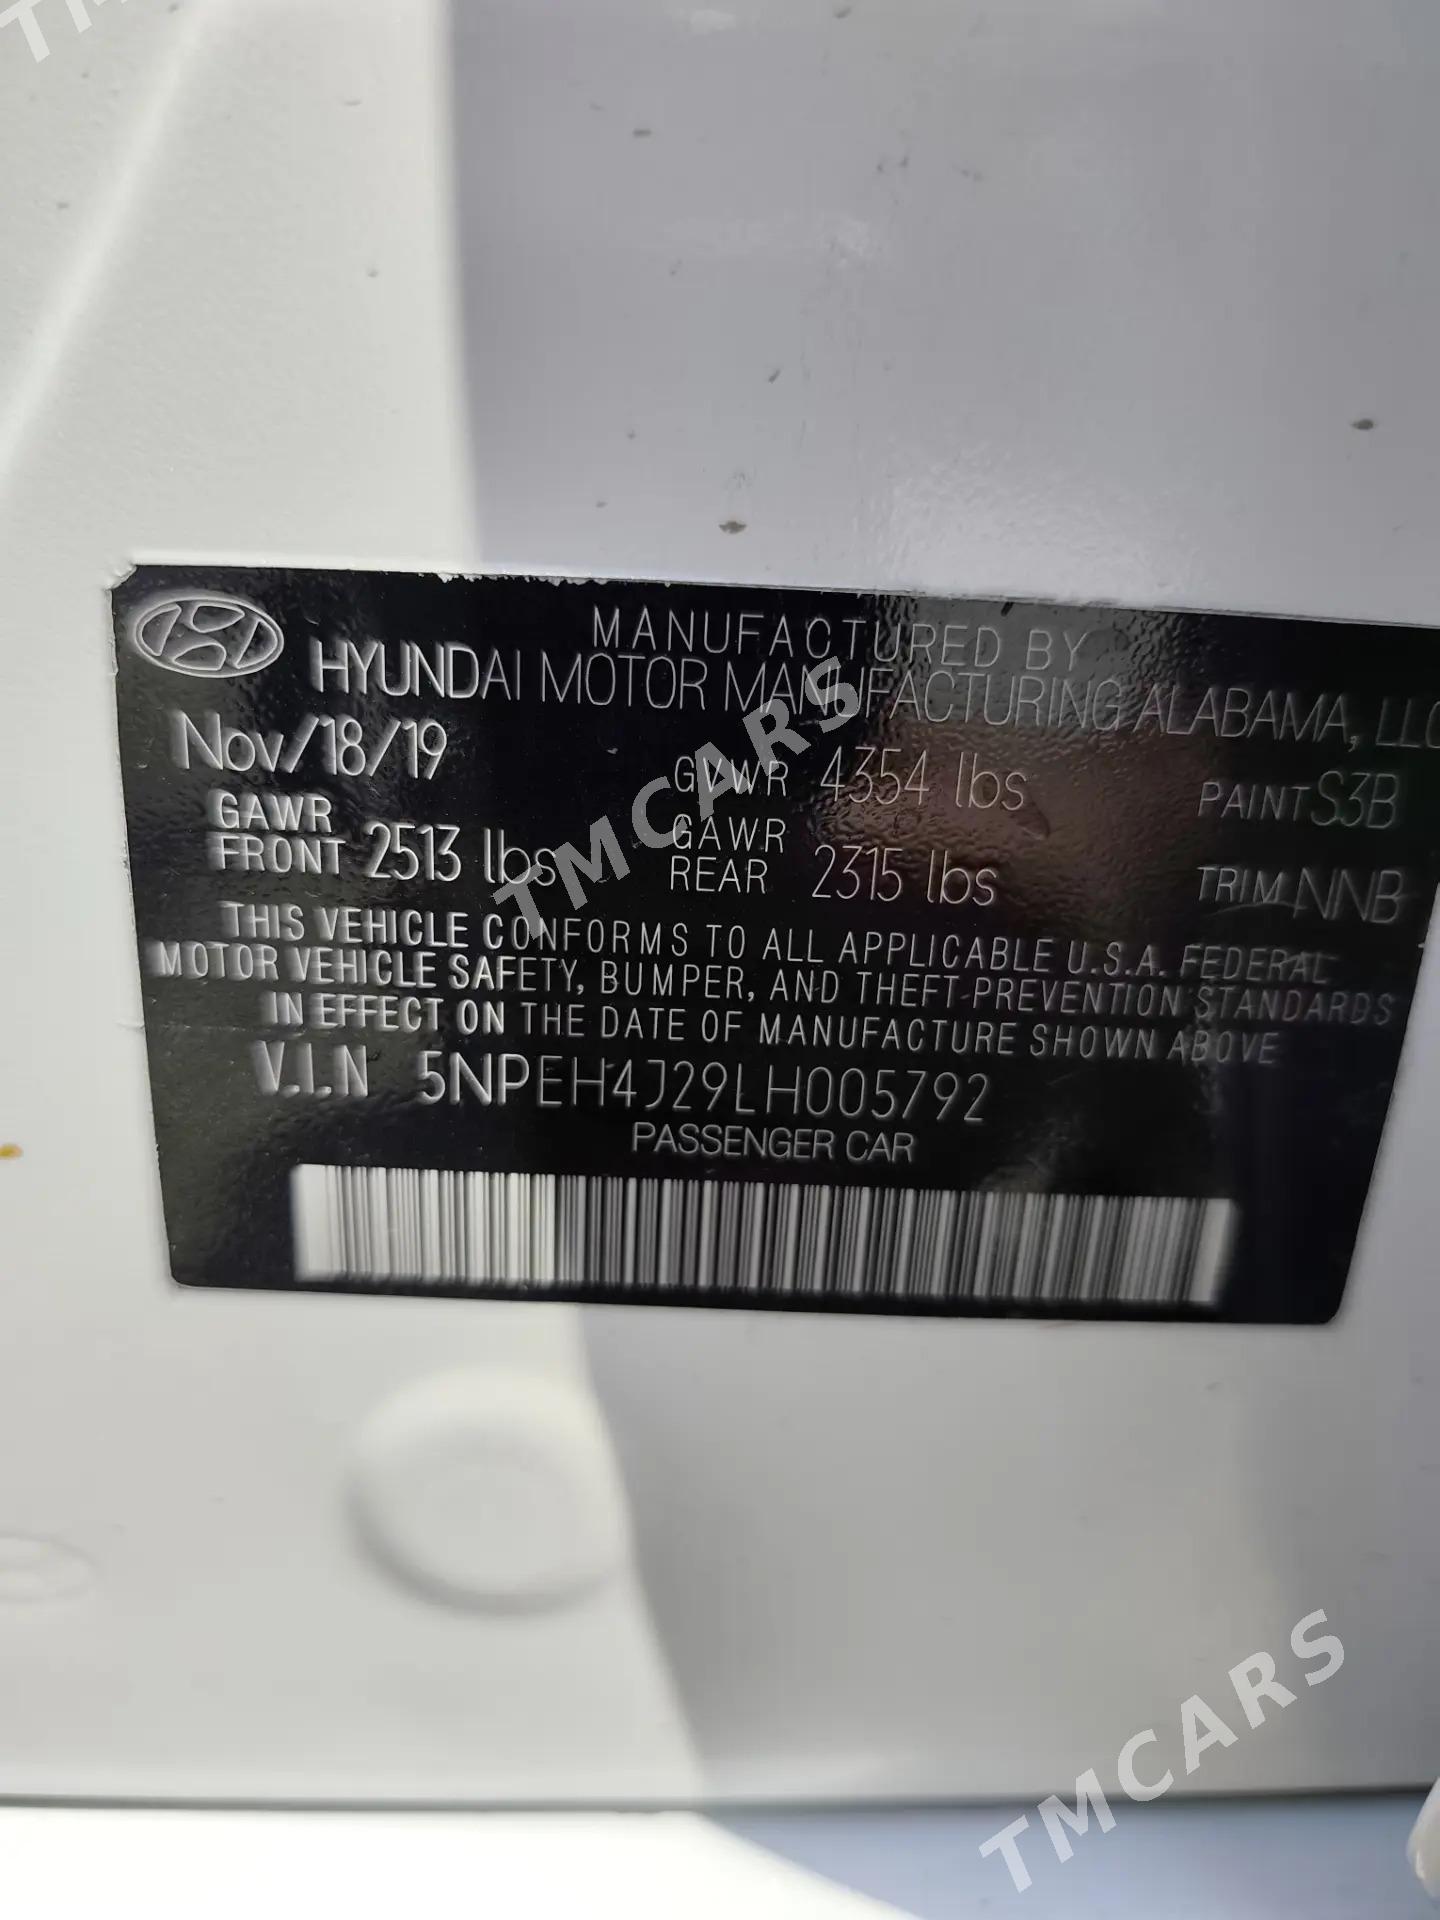 MANUFACTURED BY
HYUNDAI MOTOR MANUFACTURING ALABAMA, LLC
Nov/18/19 GVWR 4354 lbs PAINT S3B
GAWR FRONT 2513 lbs GAWR REAR 2315 lbs TRIM NNB
THIS VEHICLE CONFORMS TO ALL APPLICABLE U.S.A. FEDERAL
MOTOR VEHICLE SAFETY, BUMPER, AND THEFT PREVENTION STANDARDS
IN EFFECT ON THE DATE OF MANUFACTURE SHOWN ABOVE
V.I.N 5NPEH4J29LH005792
PASSENGER CAR
TMCARS
TMCARS